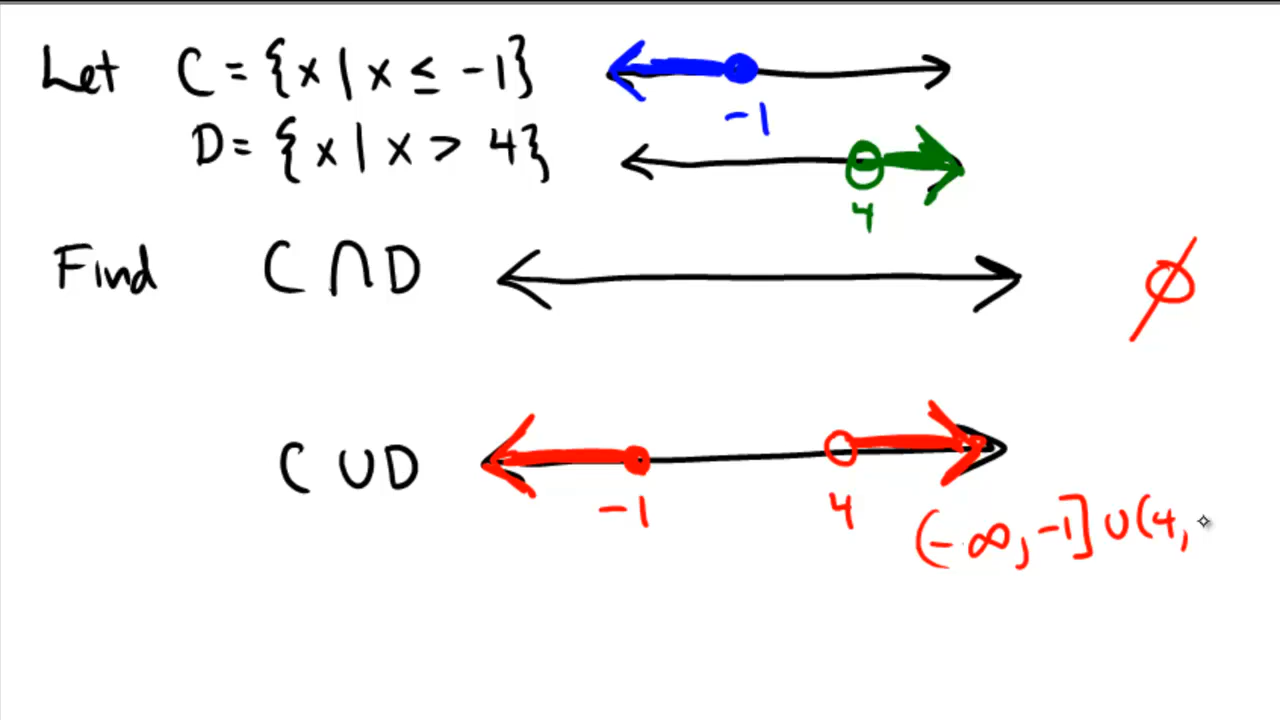 Let C = {x | x ≤ -1}
-1
D = {x | x > 4}
4
Find C ∩ D
∅
C ∪ D
-1 4
(-∞, -1] ∪ (4,